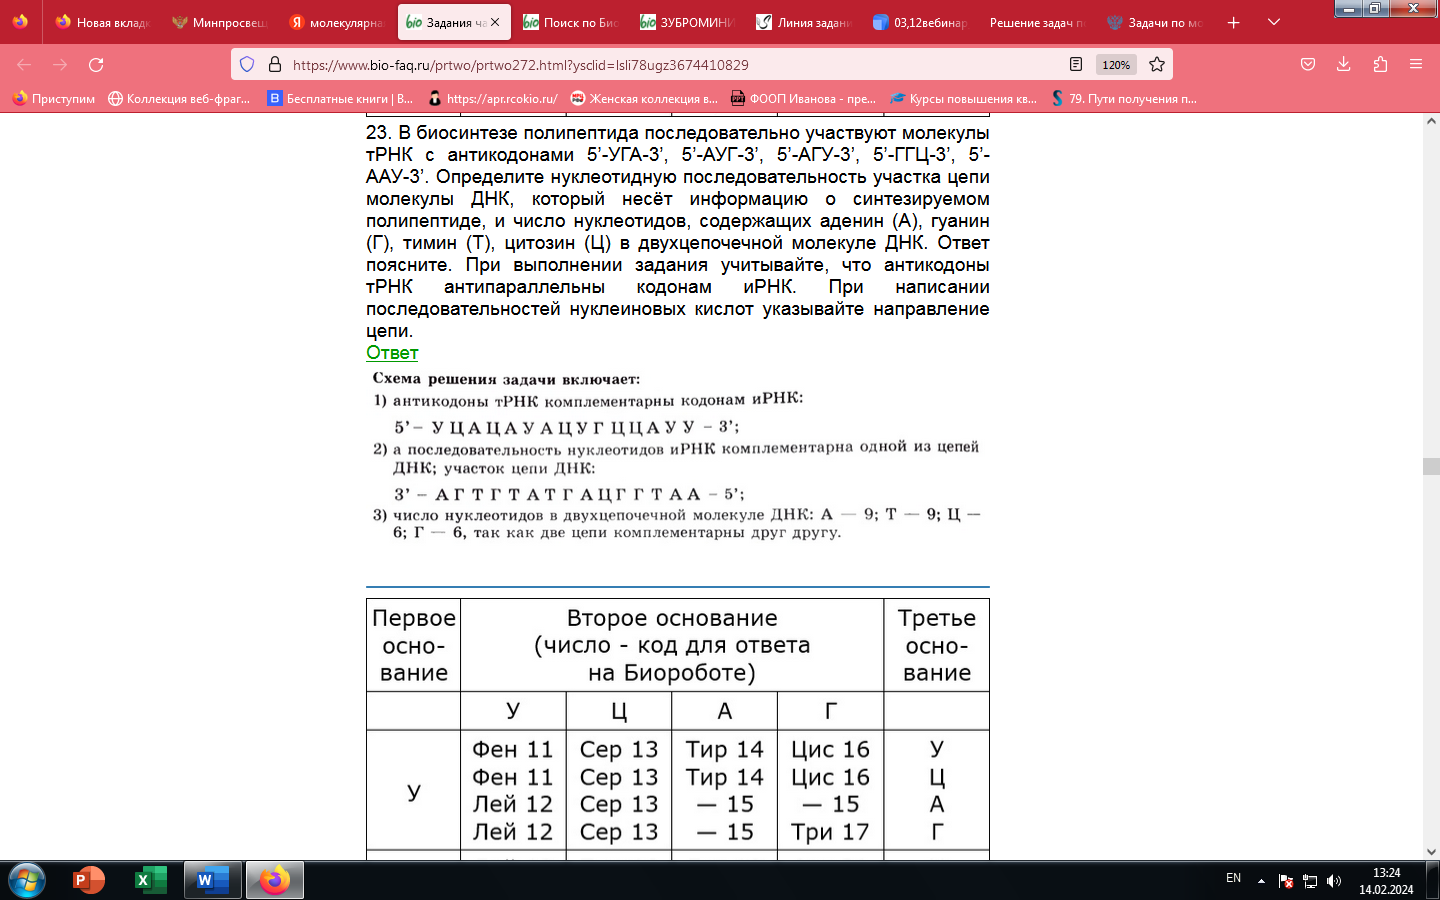 Новая вкладк
Минпросвещ
молекулярна
Задания ча
Поиск по Био
ЗУБРОМИНИ
Линия задани
03,12вебинар
Решение задач п
Задачи по мо
https://www.bio-faq.ru/prtwo/prtwo272.html?ysclid=lsli78ugz3674410829
120%
Приступим
Коллекция веб-фраг...
Бесплатные книги | B...
https://apr.rcokio.ru/
Женская коллекция в...
ФООП Иванова - пре...
Курсы повышения кв...
79. Пути получения п...
23. В биосинтезе полипептида последовательно участвуют молекулы
тРНК с антикодонами 5’-УГА-3’, 5’-АУГ-3’, 5’-АГУ-3’, 5’-ГГЦ-3’, 5’-
ААУ-3’. Определите нуклеотидную последовательность участка цепи
молекулы ДНК, который несёт информацию о синтезируемом
полипептиде, и число нуклеотидов, содержащих аденин (А), гуанин
(Г), тимин (Т), цитозин (Ц) в двухцепочечной молекуле ДНК. Ответ
поясните. При выполнении задания учитывайте, что антикодоны
тРНК антипараллельны кодонам иРНК. При написании
последовательностей нуклеиновых кислот указывайте направление
цепи.
Ответ
Схема решения задачи включает:
1) антикодоны тРНК комплементарны кодонам иРНК:
5’ – У Ц А Ц А У А Ц У Г Ц Ц А У У – 3’;
2) а последовательность нуклеотидов иРНК комплементарна одной из цепей
ДНК; участок цепи ДНК:
3’ – А Г Т Г Т А Т Г А Ц Г Г Т А А – 5’;
3) число нуклеотидов в двухцепочечной молекуле ДНК: А — 9; Т — 9; Ц —
6; Г — 6, так как две цепи комплементарны друг другу.
Первое осно- вание
Второе основание (число - код для ответа на Биороботе)
Третье осно- вание
У Ц А Г
У
Фен 11 Сер 13 Тир 14 Цис 16 У
Фен 11 Сер 13 Тир 14 Цис 16 Ц
Лей 12 Сер 13 — 15 — 15 А
Лей 12 Сер 13 — 15 Три 17 Г
EN
13:24
14.02.2024